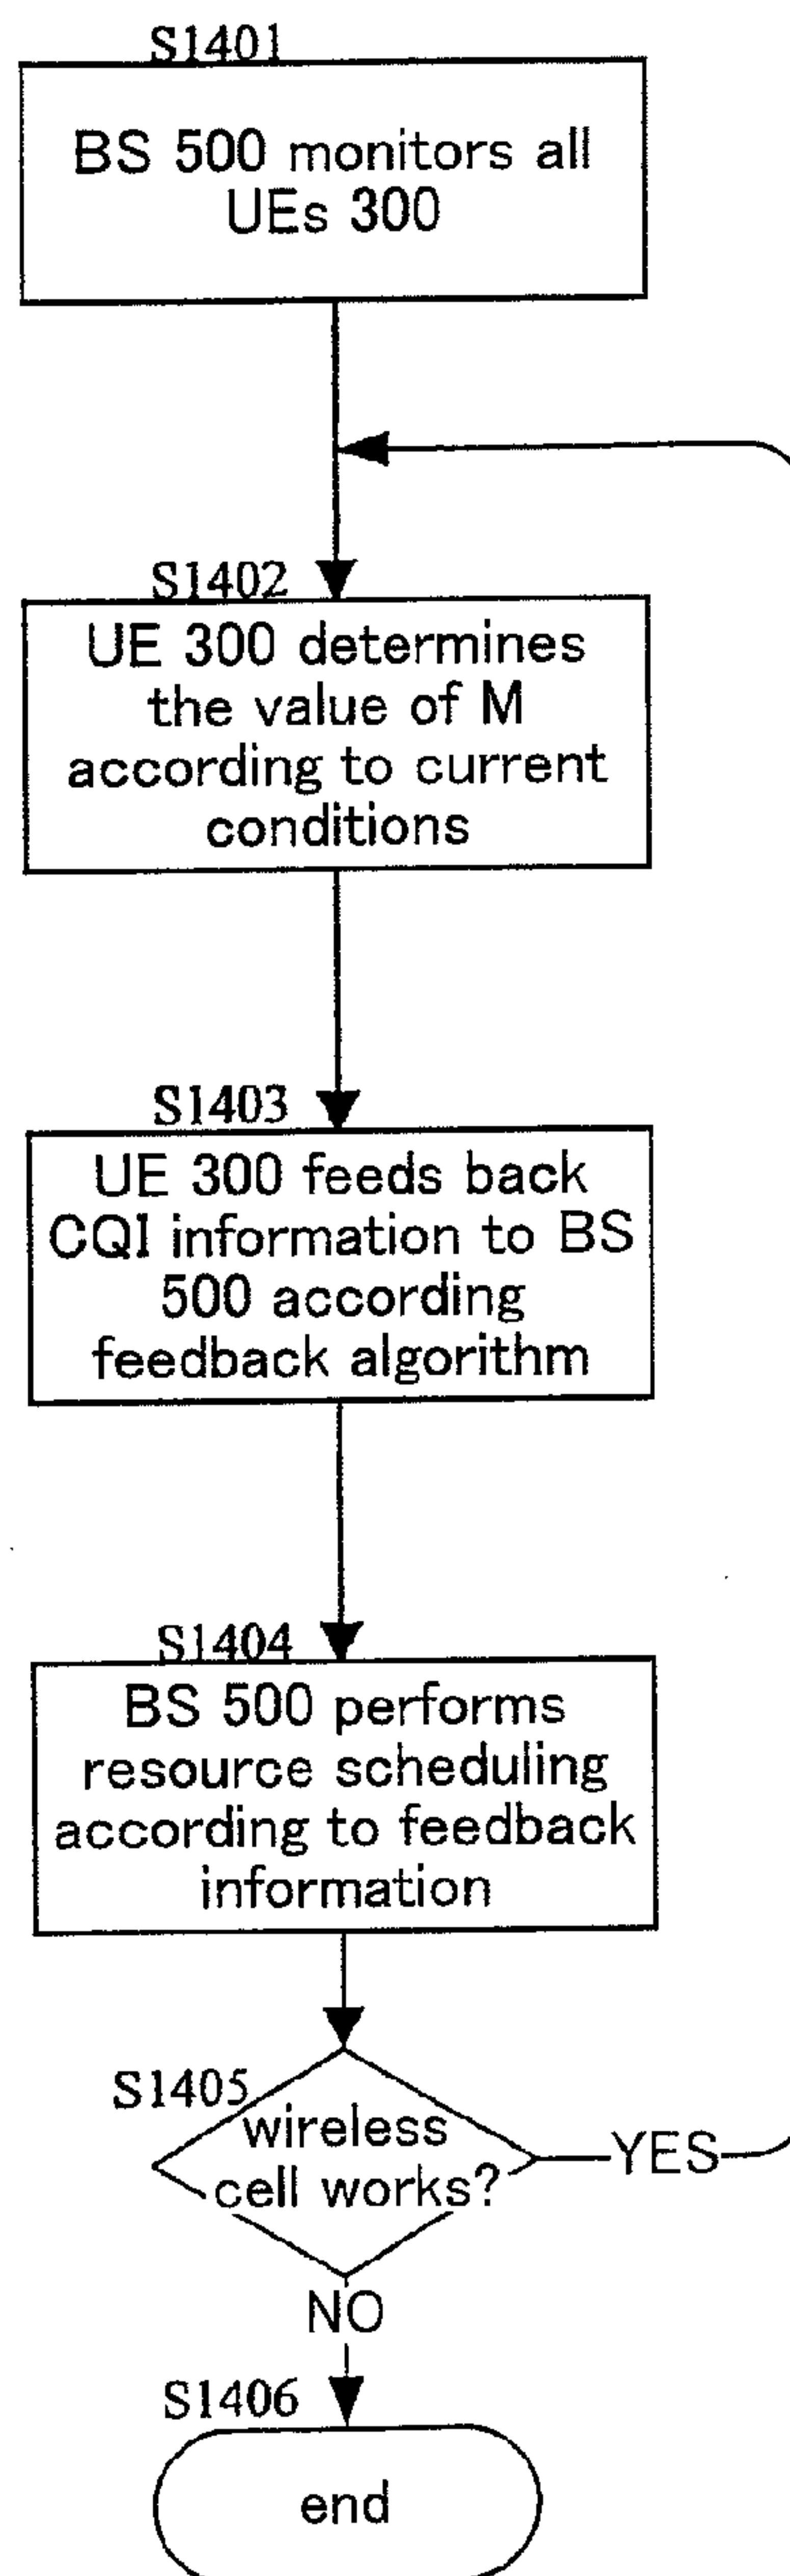 S1401
BS 500 monitors all
UEs 300
S1402
UE 300 determines
the value of M
according to current
conditions
S1403
UE 300 feeds back
CQI information to BS
500 according
feedback algorithm
S1404
BS 500 performs
resource scheduling
according to feedback
information
S1405
wireless
cell works?
YES
NO
S1406
end